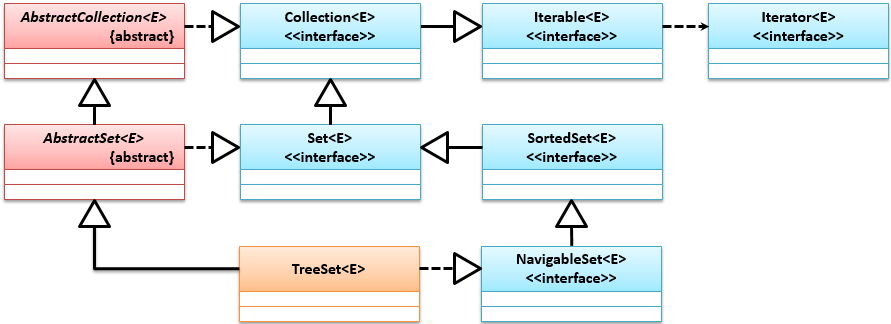 AbstractCollection<E>
{abstract}
Collection<E>
<<interface>>
Iterable<E>
<<interface>>
Iterator<E>
<<interface>>
AbstractSet<E>
{abstract}
Set<E>
<<interface>>
SortedSet<E>
<<interface>>
TreeSet<E>
NavigableSet<E>
<<interface>>